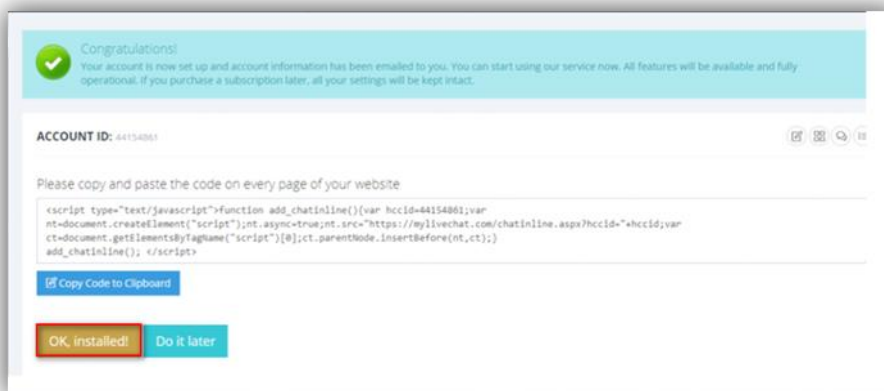 Congratulations!
Your account is now set up and account information has been emailed to you. You can start using our service now. All features will be available and fully
operational. If you purchase a subscription later, all your settings will be kept intact.
ACCOUNT ID: 44154861
Please copy and paste the code on every page of your website
<script type="text/javascript">function add_chatinline(){var hccid=44154861;var
nt=document.createElement("script");nt.async=true;nt.src="https://mylivechat.com/chatinline.aspx?hccid="+hccid;var
ct=document.getElementsByTagName("script")[0];ct.parentNode.insertBefore(nt,ct);}
add_chatinline(); </script>
Copy Code to Clipboard
OK, installed! Do it later